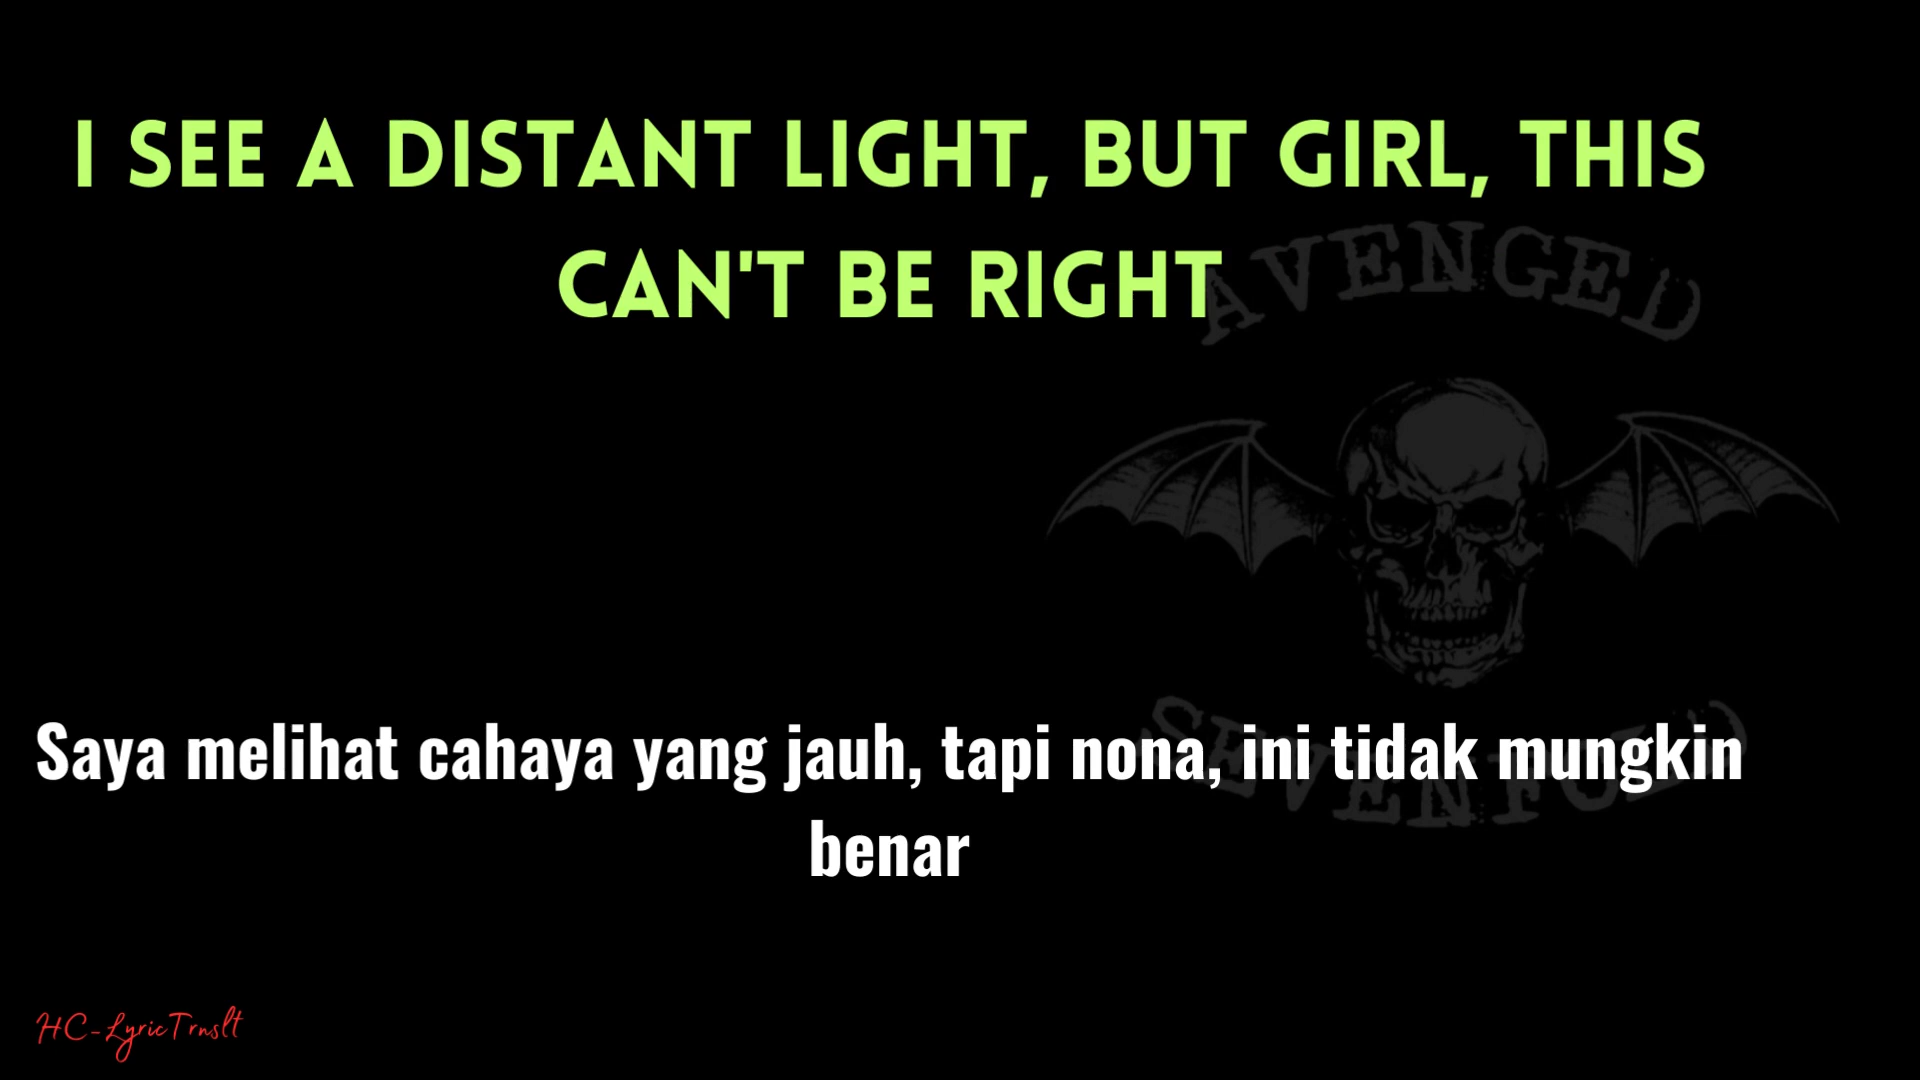 I SEE A DISTANT LIGHT, BUT GIRL, THIS
CAN'T BE RIGHT
AVENGED
SEVENFOLD
Saya melihat cahaya yang jauh, tapi nona, ini tidak mungkin
benar
HC-LyricTrnslt